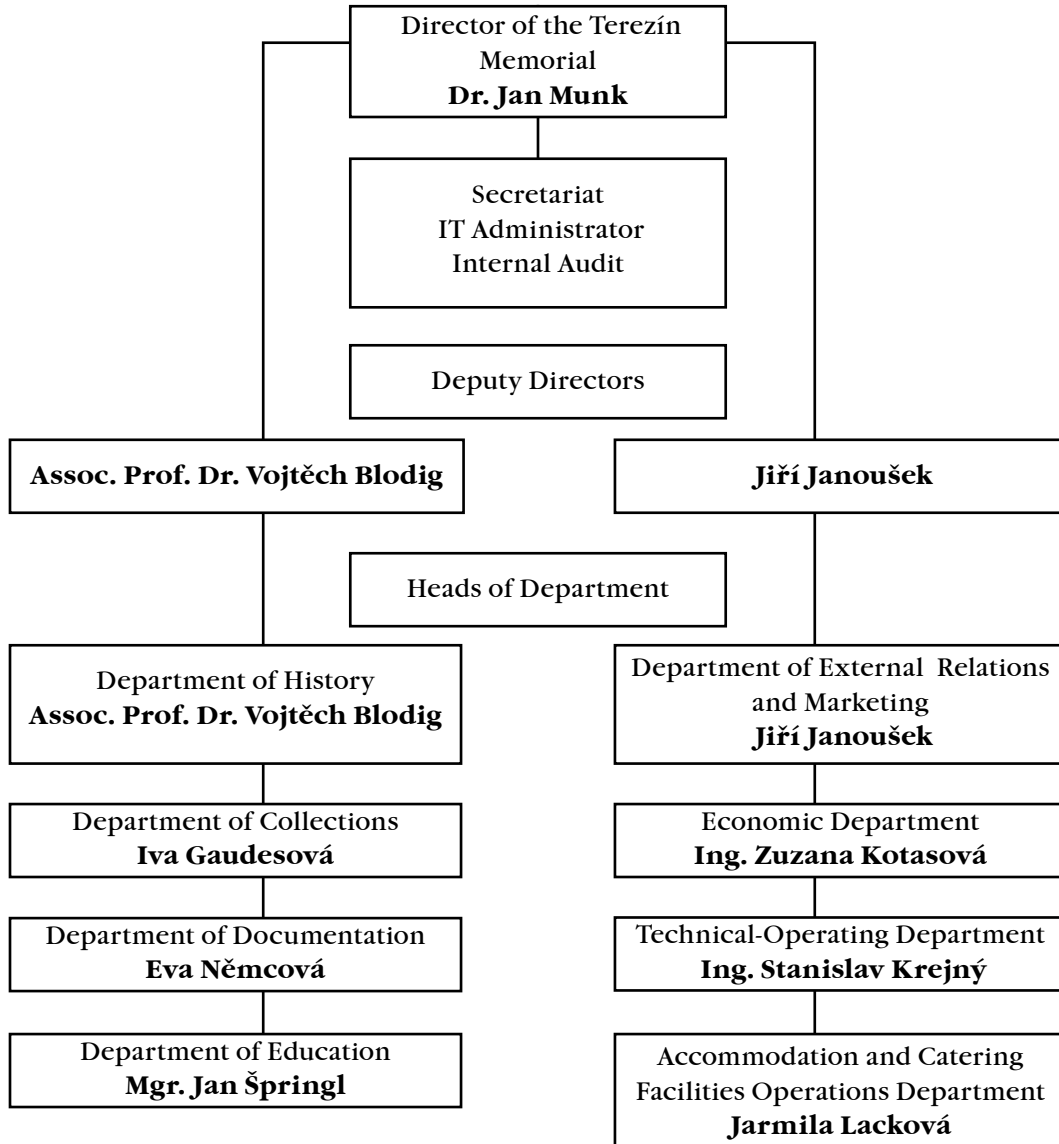 Director of the Terezín
Memorial
Dr. Jan Munk
Secretariat
IT Administrator
Internal Audit
Deputy Directors
Assoc. Prof. Dr. Vojtěch Blodig
Jiří Janoušek
Heads of Department
Department of History
Assoc. Prof. Dr. Vojtěch Blodig
Department of External Relations
and Marketing
Jiří Janoušek
Department of Collections
Iva Gaudesová
Economic Department
Ing. Zuzana Kotasová
Department of Documentation
Eva Němcová
Technical-Operating Department
Ing. Stanislav Krejný
Department of Education
Mgr. Jan Špringl
Accommodation and Catering
Facilities Operations Department
Jarmila Lacková